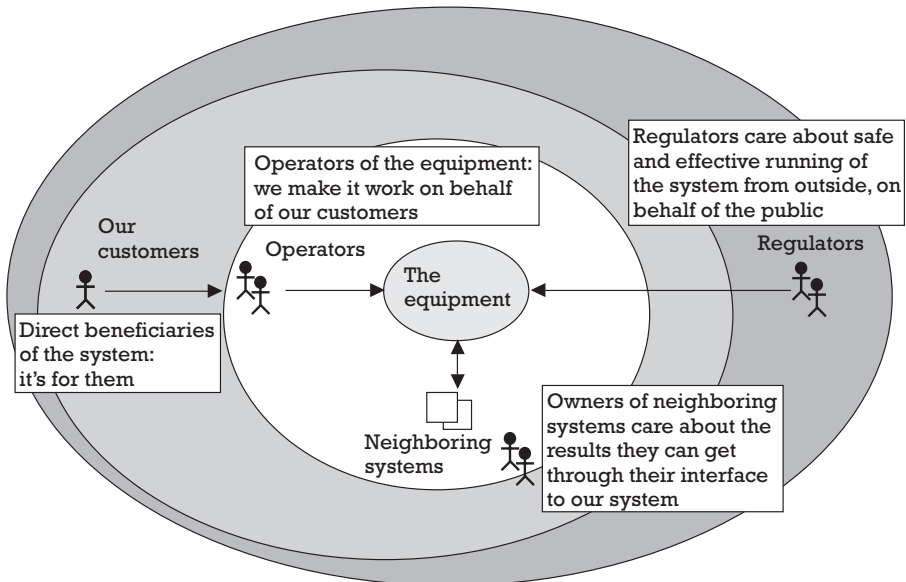 Regulators care about safe
and effective running of
the system from outside, on
behalf of the public
Operators of the equipment:
we make it work on behalf
of our customers
Our
customers
Operators
Regulators
The
equipment
Direct beneficiaries
of the system:
it's for them
Neighboring
systems
Owners of neighboring
systems care about the
results they can get
through their interface
to our system